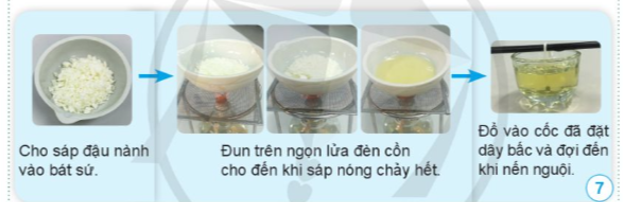 Cho sáp đậu nành
vào bát sứ.
Đun trên ngọn lửa đèn cồn
cho đến khi sáp nóng chảy hết.
Đổ vào cốc đã đặt
dây bấc và đợi đến
khi nến nguội.
7